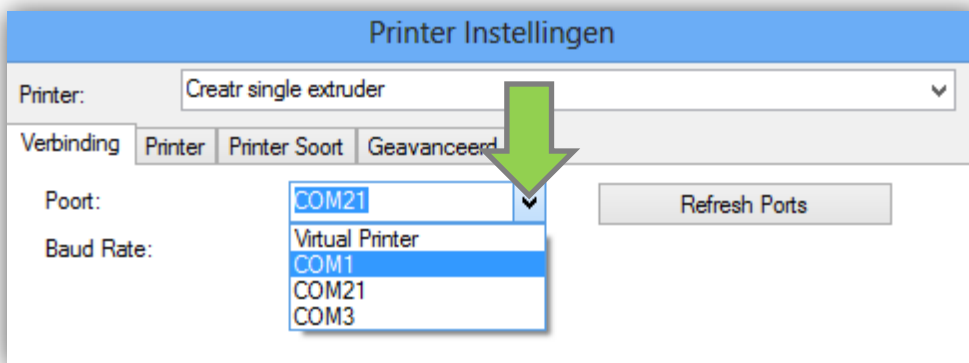 Printer Instellingen
Printer: Creatr single extruder
Verbinding Printer Printer Soort Geavanceerd
Poort: COM21 Refresh Ports
Virtual Printer
Baud Rate:
COM1
COM21
COM3